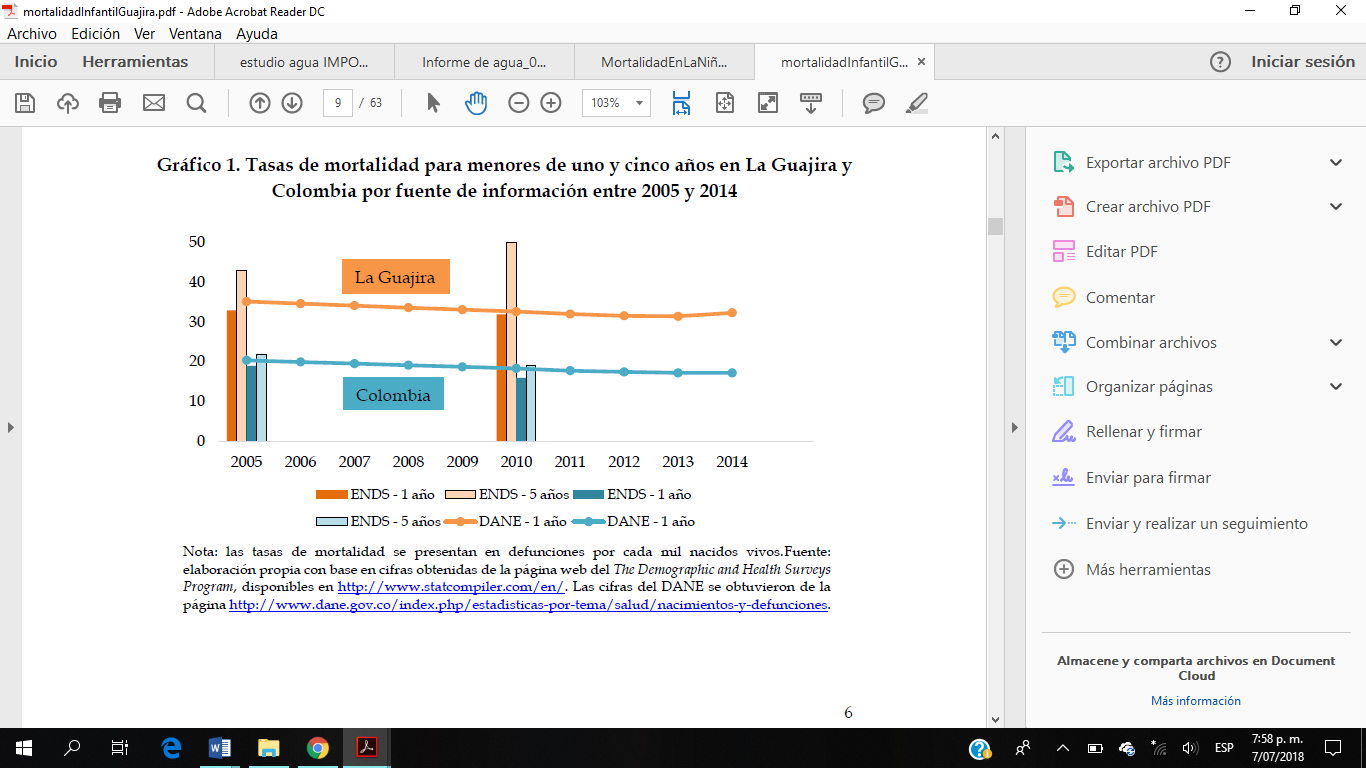 mortalidadInfantilGuajira.pdf - Adobe Acrobat Reader DC
Archivo Edición Ver Ventana Ayuda
Inicio Herramientas estudio agua IMPO... Informe de agua_0... MortalidadEnLaNiñ... mortalidadInfantilG... × Iniciar sesión
9 / 63 103%
Gráfico 1. Tasas de mortalidad para menores de uno y cinco años en La Guajira y
Colombia por fuente de información entre 2005 y 2014
50
40
30
20
10
0
La Guajira
Colombia
2005 2006 2007 2008 2009 2010 2011 2012 2013 2014
ENDS - 1 año ENDS - 5 años ENDS - 1 año
ENDS - 5 años DANE - 1 año DANE - 1 año
Nota: las tasas de mortalidad se presentan en defunciones por cada mil nacidos vivos.Fuente:
elaboración propia con base en cifras obtenidas de la página web del The Demographic and Health Surveys
Program, disponibles en http://www.statcompiler.com/en/. Las cifras del DANE se obtuvieron de la
página http://www.dane.gov.co/index.php/estadisticas-por-tema/salud/nacimientos-y-defunciones.
6
Exportar archivo PDF
Crear archivo PDF
Editar PDF
Comentar
Combinar archivos
Organizar páginas
Rellenar y firmar
Enviar para firmar
Enviar y realizar un seguimiento
Más herramientas
Almacene y comparta archivos en Document
Cloud
Más información
ESP
7:58 p. m.
7/07/2018